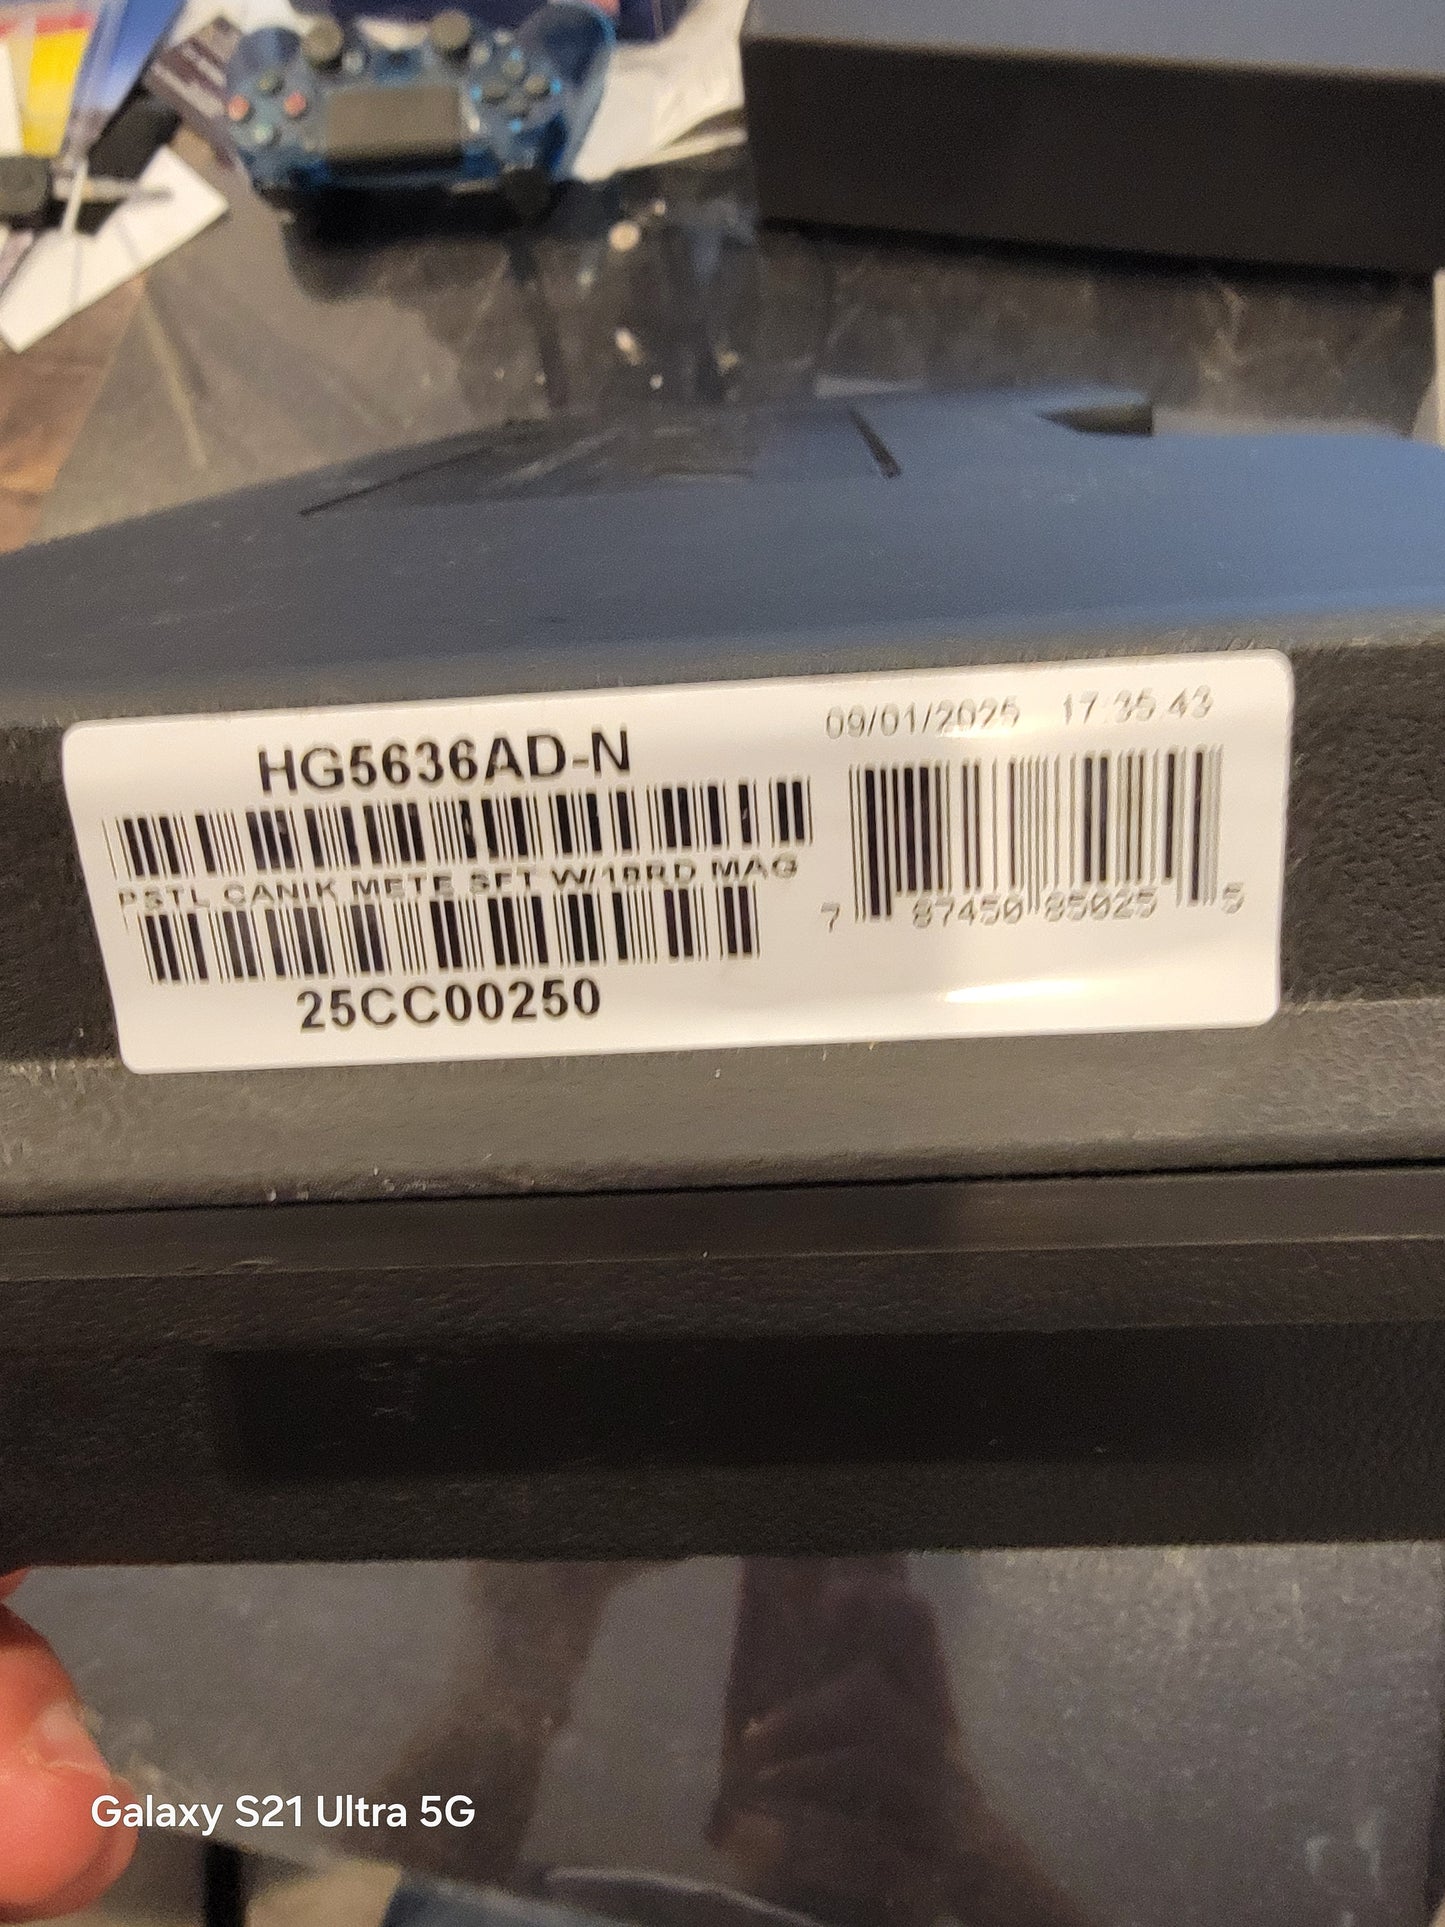 HG5636AD-N
PSTL CANIK METE SFT W/18RD MAG
25CC00250
09/01/2025 17:35:43
7 87450 85025 5
Galaxy S21 Ultra 5G